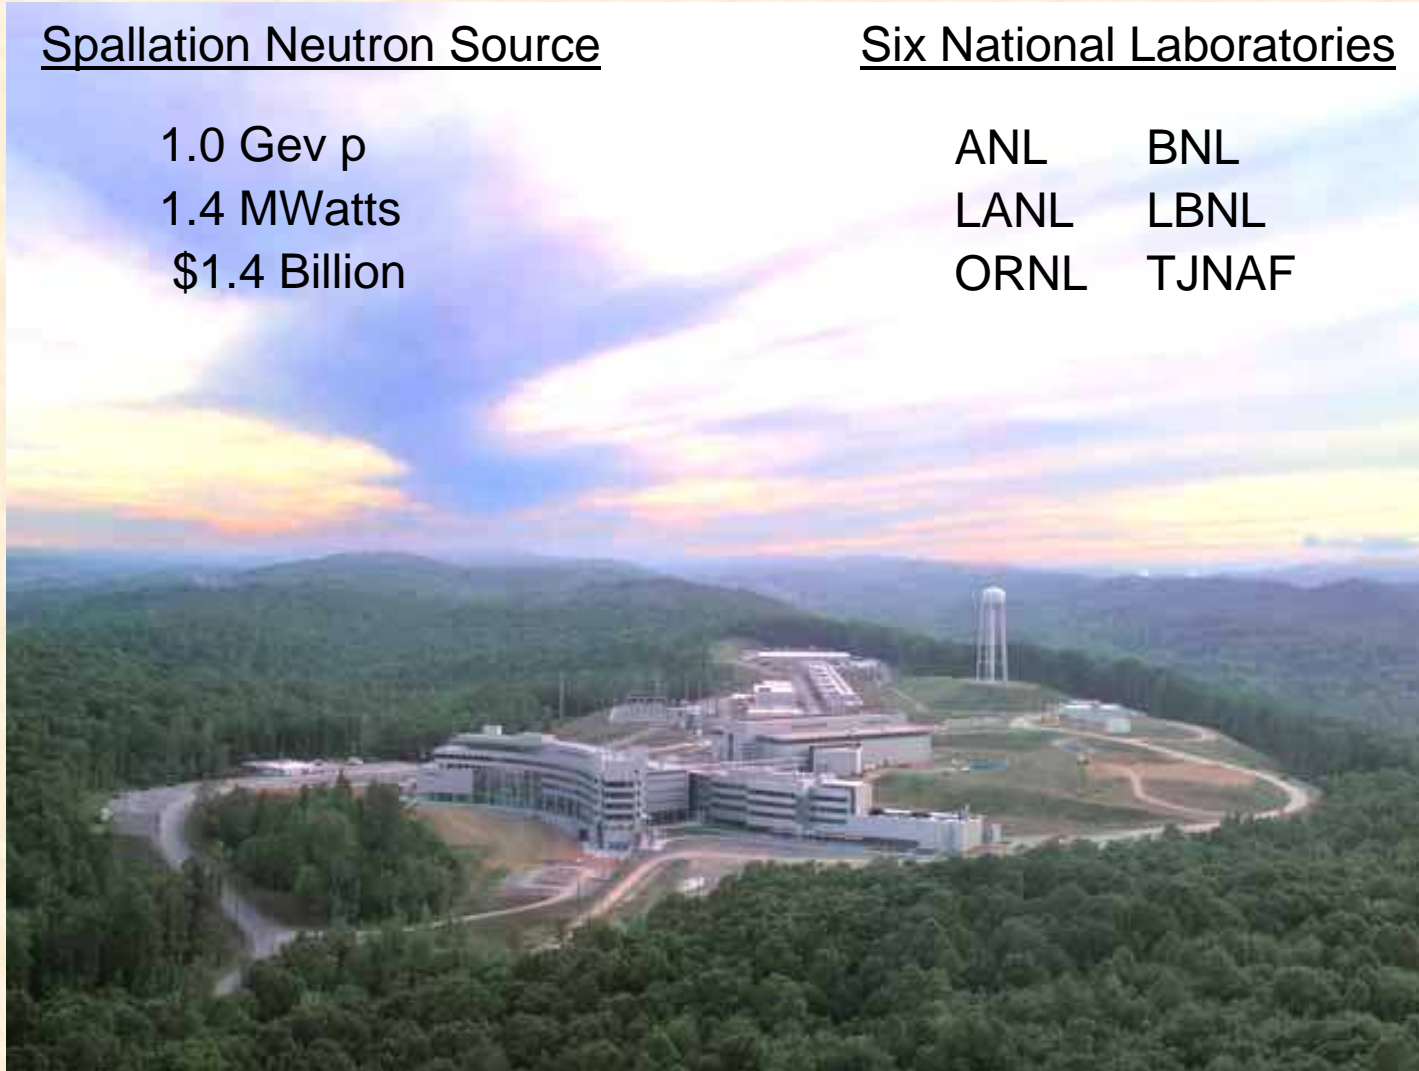 Spallation Neutron Source
1.0 Gev p
1.4 MWatts
$1.4 Billion
Six National Laboratories
ANL BNL
LANL LBNL
ORNL TJNAF